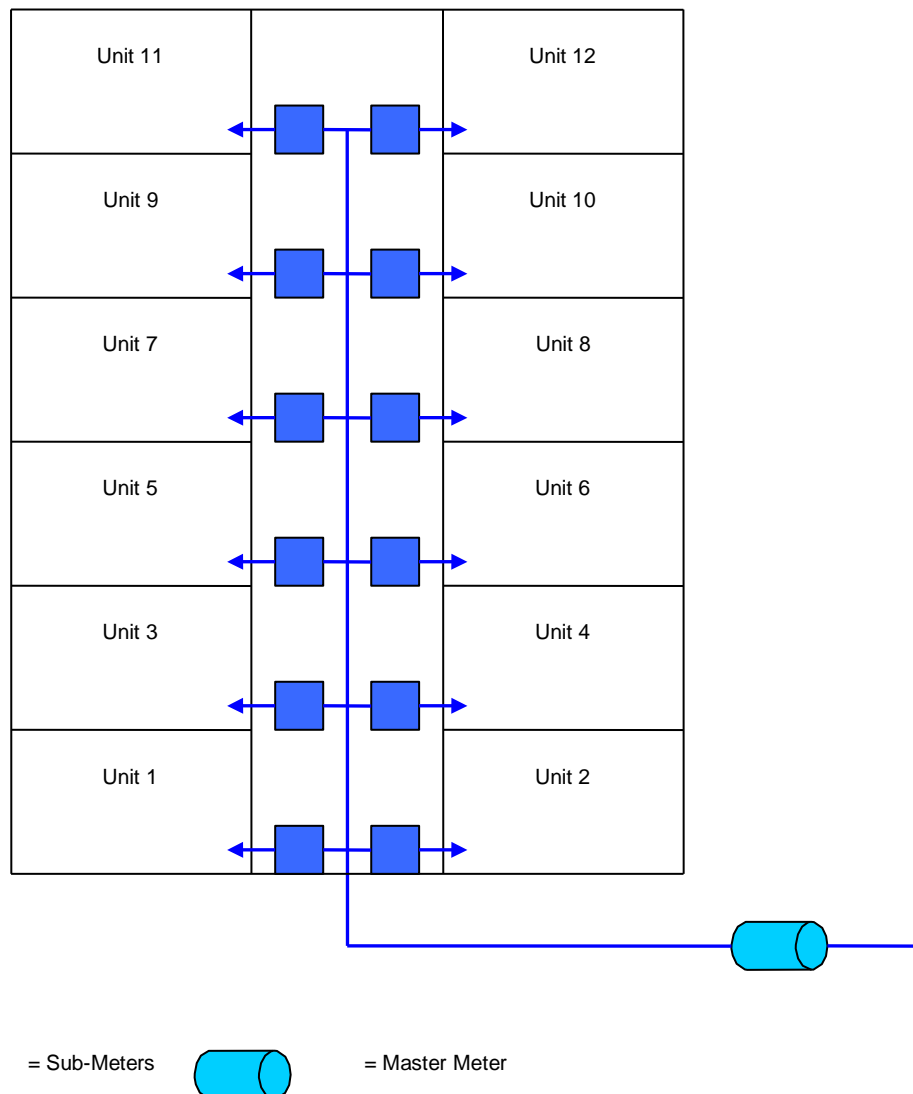 Unit 11
Unit 12
Unit 9
Unit 10
Unit 7
Unit 8
Unit 5
Unit 6
Unit 3
Unit 4
Unit 1
Unit 2
= Sub-Meters
= Master Meter